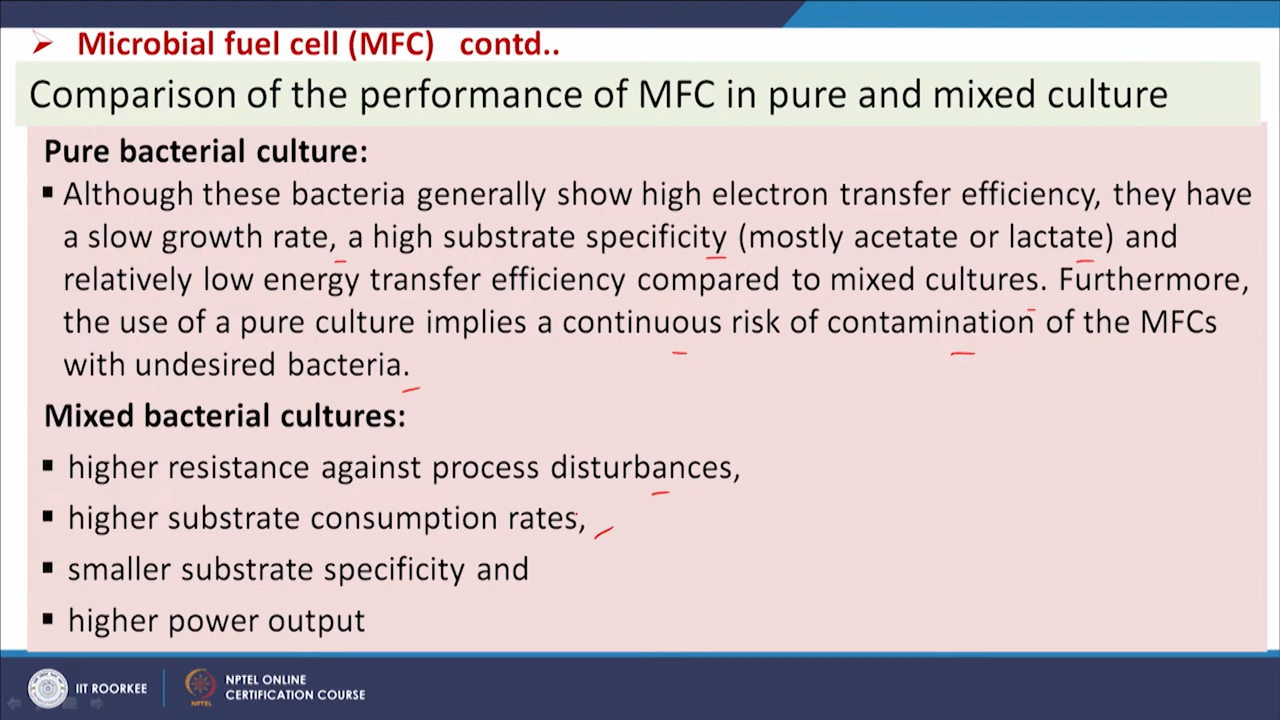 ➢ Microbial fuel cell (MFC) contd..
Comparison of the performance of MFC in pure and mixed culture
Pure bacterial culture:
▪ Although these bacteria generally show high electron transfer efficiency, they have
a slow growth rate, a high substrate specificity (mostly acetate or lactate) and
relatively low energy transfer efficiency compared to mixed cultures. Furthermore,
the use of a pure culture implies a continuous risk of contamination of the MFCs
with undesired bacteria.
Mixed bacterial cultures:
▪ higher resistance against process disturbances,
▪ higher substrate consumption rates,
▪ smaller substrate specificity and
▪ higher power output
IIT ROORKEE
NPTEL
NPTEL ONLINE
CERTIFICATION COURSE